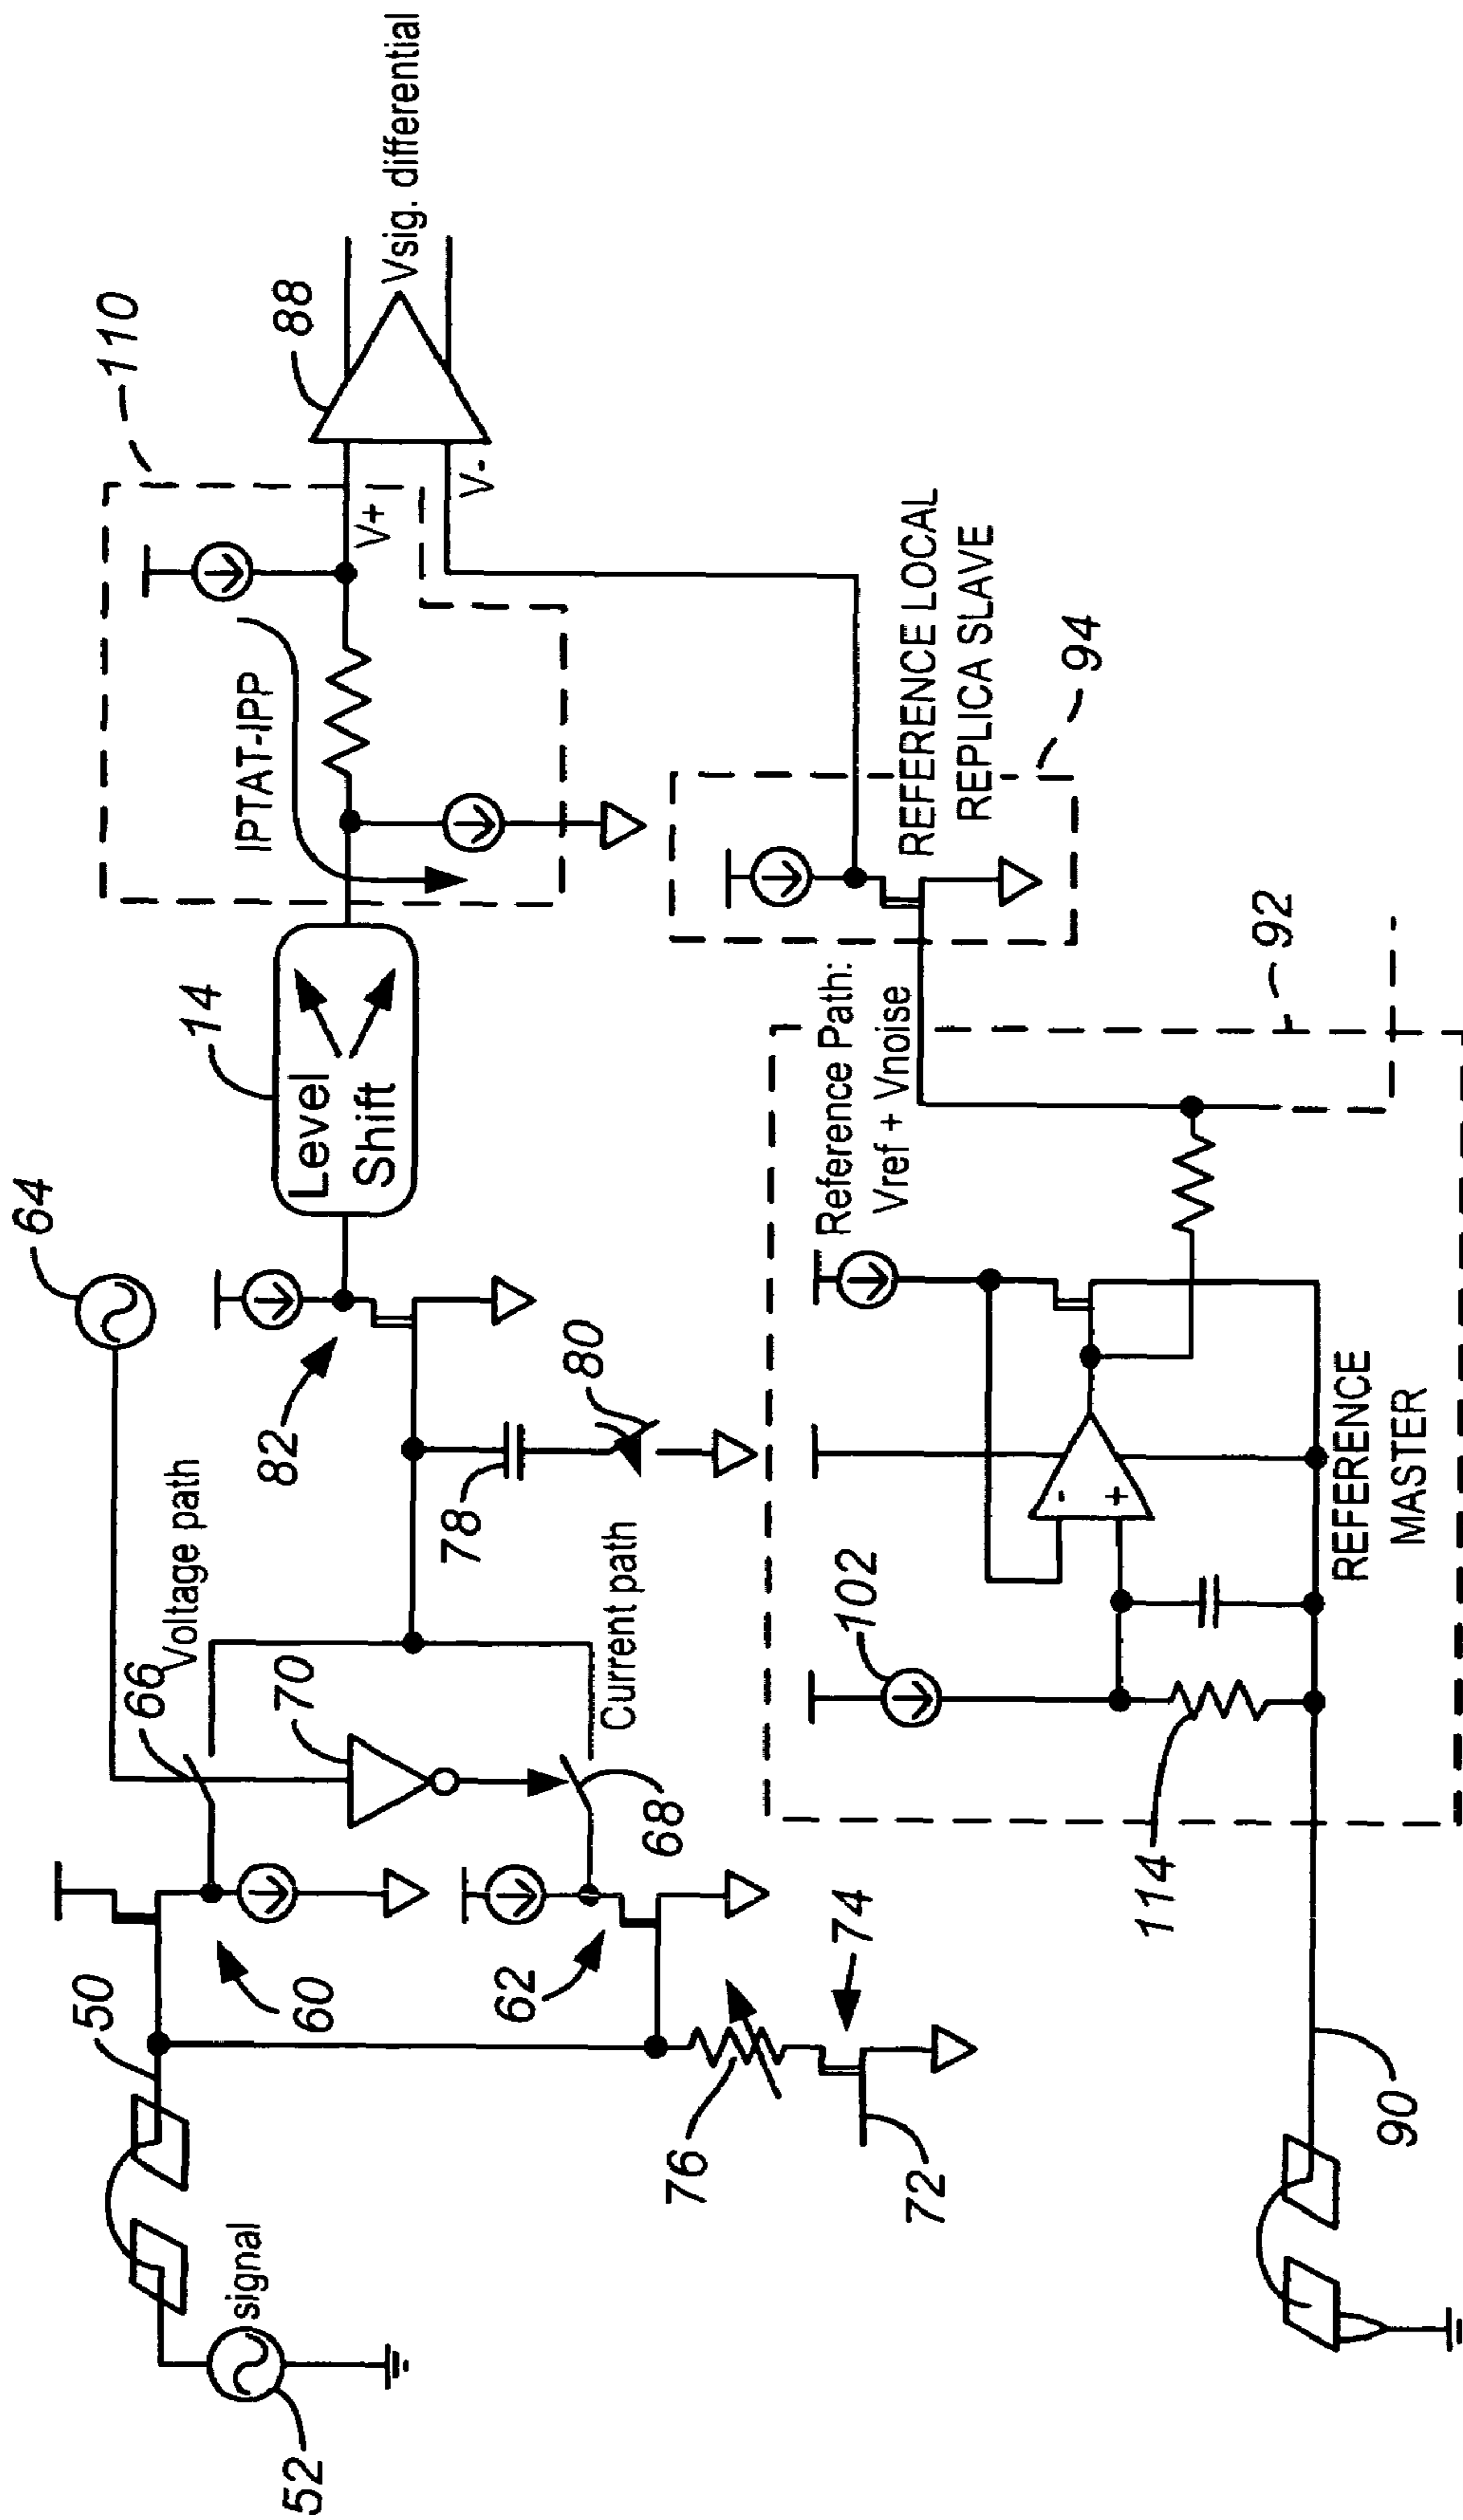 110
88
Vsig. differential
V+
V-
IPTAT-IPP
14
Level
Shift
64
82
80
78
66
Voltage path
70
Current path
68
50
60
62
74
76
72
signal
52
REFERENCE LOCAL
REPLICA SLAVE
94
Reference Path:
Vref + Vnoise
92
-
+
102
REFERENCE
MASTER
114
90